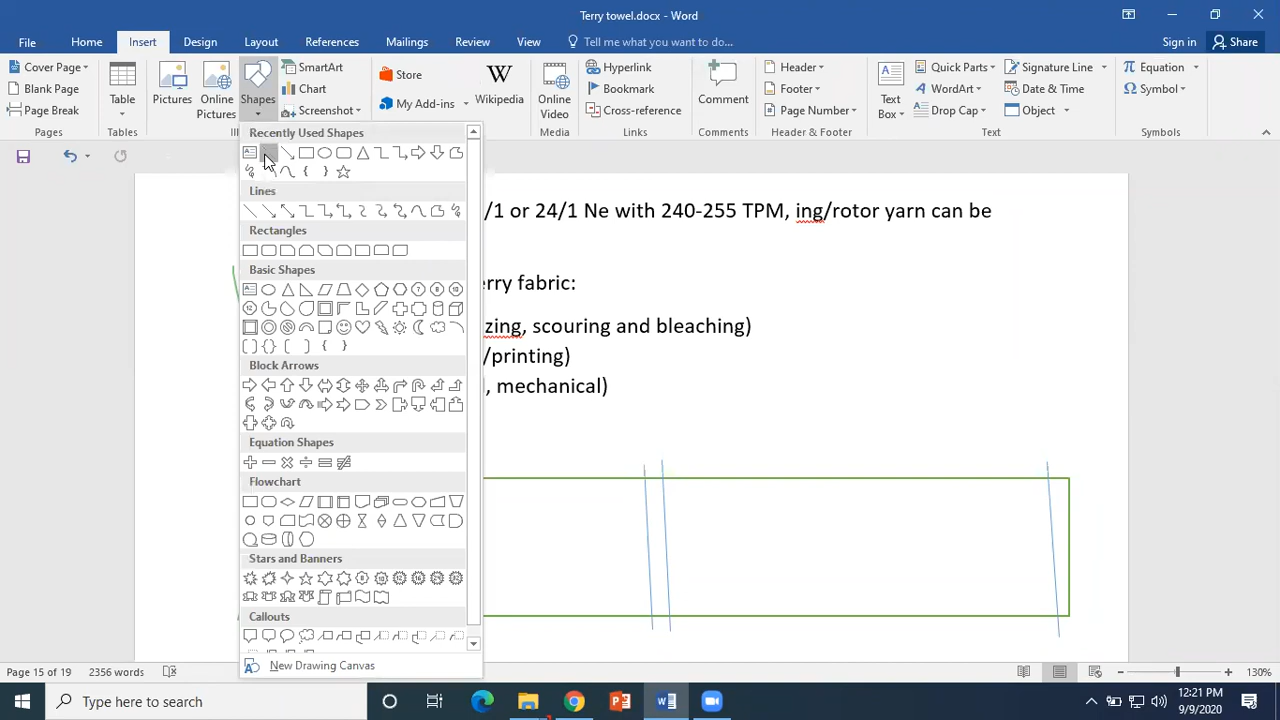 Terry towel.docx - Word
File Home Insert Design Layout References Mailings Review View Tell me what you want to do... Sign in Share
Cover Page
Blank Page
Page Break
Pages
Table
Tables
Pictures
Online Pictures
Shapes
SmartArt
Chart
Screenshot
Store
My Add-ins
Wikipedia
Online Video
Media
Hyperlink
Bookmark
Cross-reference
Links
Comment
Comments
Header
Footer
Page Number
Header & Footer
Text Box
Quick Parts
WordArt
Drop Cap
Signature Line
Date & Time
Object
Text
Equation
Symbol
Symbols
Recently Used Shapes
Lines
Rectangles
Basic Shapes
Block Arrows
Equation Shapes
Flowchart
Stars and Banners
Callouts
New Drawing Canvas
/1 or 24/1 Ne with 240-255 TPM, ing/rotor yarn can be
erry fabric:
zing, scouring and bleaching)
/printing)
, mechanical)
Page 15 of 19 2356 words 130%
Type here to search
12:21 PM
9/9/2020